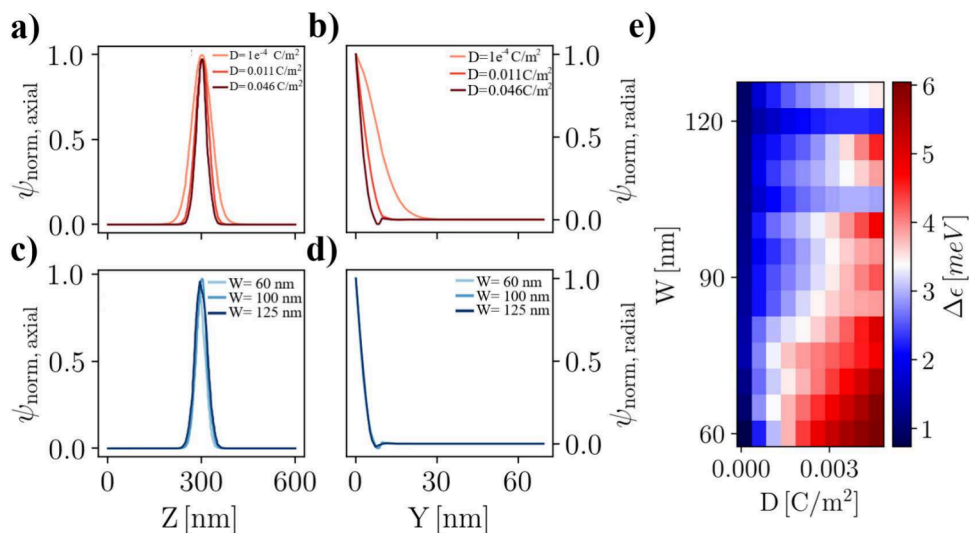 a)
1.0
0.5
0.0
ψnorm, axial
D=1e⁻⁴ C/m²
D=0.011C/m²
D=0.046C/m²
b)
1.0
0.5
0.0
ψnorm, radial
D=1e⁻⁴ C/m²
D=0.011C/m²
D=0.046C/m²
c)
1.0
0.5
0.0
ψnorm, axial
W= 60 nm
W= 100 nm
W= 125 nm
0
300
600
Z [nm]
d)
1.0
0.5
0.0
ψnorm, radial
W= 60 nm
W= 100 nm
W= 125 nm
0
30
60
Y [nm]
e)
120
90
60
W [nm]
0.000
0.003
D [C/m²]
6
5
4
3
2
1
Δϵ [meV]